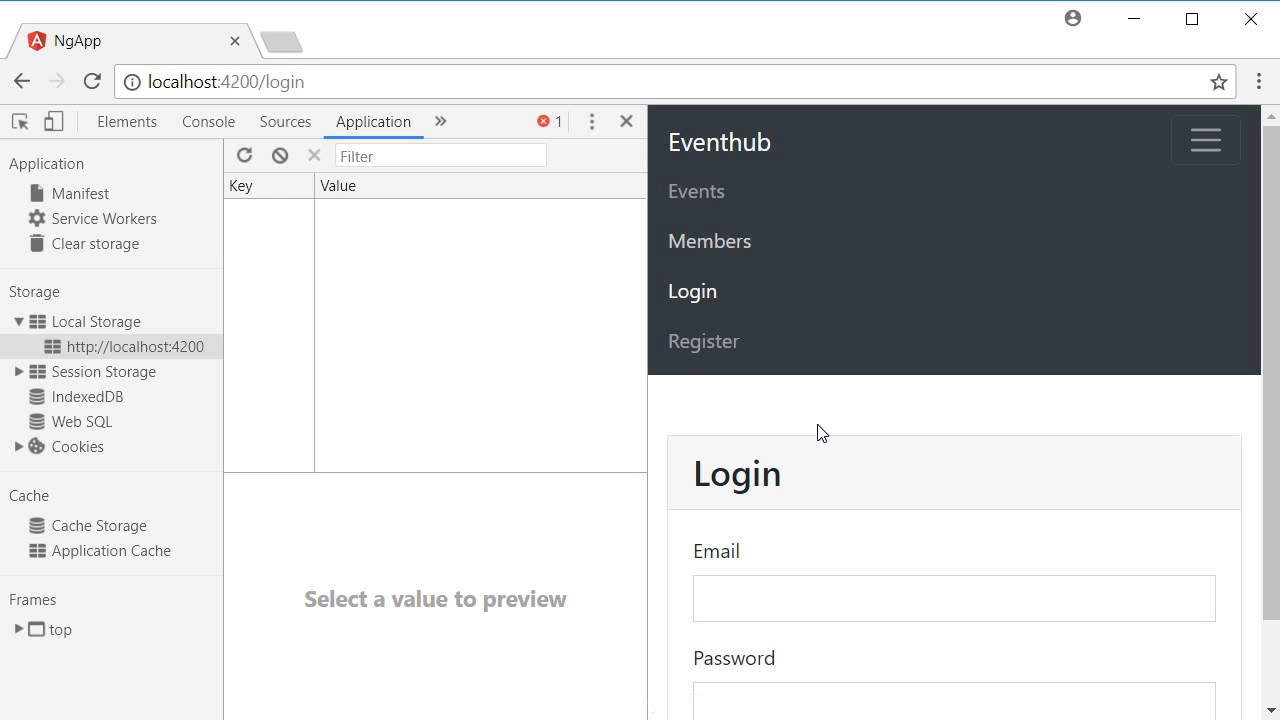 NgApp
localhost:4200/login
Elements Console Sources Application » 1
Application
Manifest
Service Workers
Clear storage
Storage
Local Storage
http://localhost:4200
Session Storage
IndexedDB
Web SQL
Cookies
Cache
Cache Storage
Application Cache
Frames
top
Filter
Key Value
Select a value to preview
Eventhub
Events
Members
Login
Register
Login
Email
Password